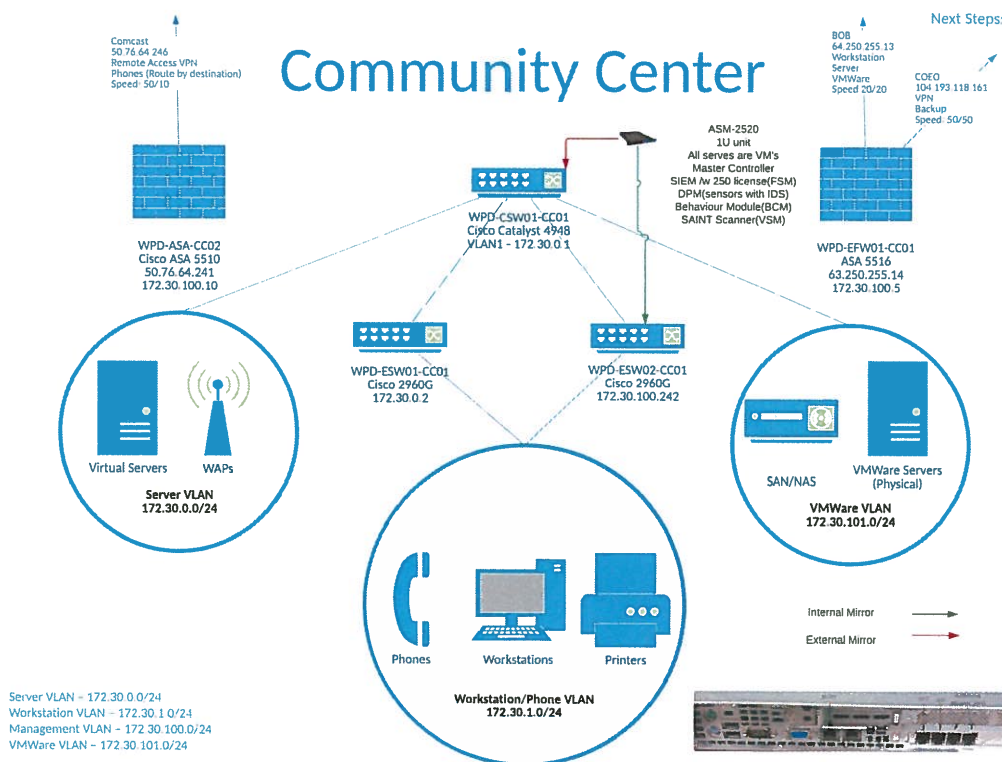 Next Steps:
Community Center
Comcast
50.76.64.246
Remote Access VPN
Phones (Route by destination)
Speed: 50/10
BOB
64.250.255.13
Workstation
Server
VMWare
Speed 20/20
COEO
104.193.118.161
VPN
Backup
Speed: 50/50
ASM-2520
1U unit
All serves are VM's
Master Controller
SIEM /w 250 license(FSM)
DPM(sensors with IDS)
Behaviour Module(BCM)
SAINT Scanner(VSM)
WPD-ASA-CC02
Cisco ASA 5510
50.76.64.241
172.30.100.10
WPD-CSW01-CC01
Cisco Catalyst 4948
VLAN1 - 172.30.0.1
WPD-EFW01-CC01
ASA 5516
63.250.255.14
172.30.100.5
WPD-ESW01-CC01
Cisco 2960G
172.30.0.2
WPD-ESW02-CC01
Cisco 2960G
172.30.100.242
Virtual Servers
WAPs
Server VLAN
172.30.0.0/24
SAN/NAS
VMWare Servers
(Physical)
VMWare VLAN
172.30.101.0/24
Phones
Workstations
Printers
Workstation/Phone VLAN
172.30.1.0/24
Internal Mirror
External Mirror
Server VLAN – 172.30.0.0/24
Workstation VLAN – 172.30.1.0/24
Management VLAN – 172.30.100.0/24
VMWare VLAN – 172.30.101.0/24